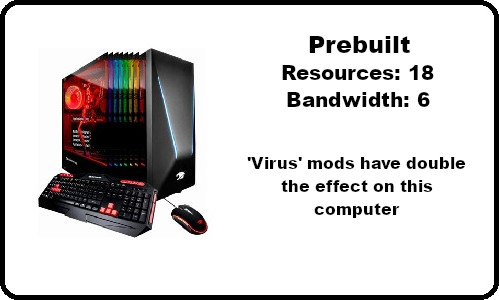 Prebuilt
Resources: 18
Bandwidth: 6
'Virus' mods have double
the effect on this
computer